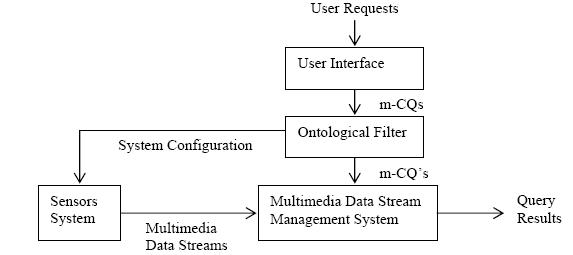 User Requests
User Interface
m-CQs
Ontological Filter
System Configuration
m-CQ's
Sensors
System
Multimedia Data Stream
Management System
Query
Results
Multimedia
Data Streams